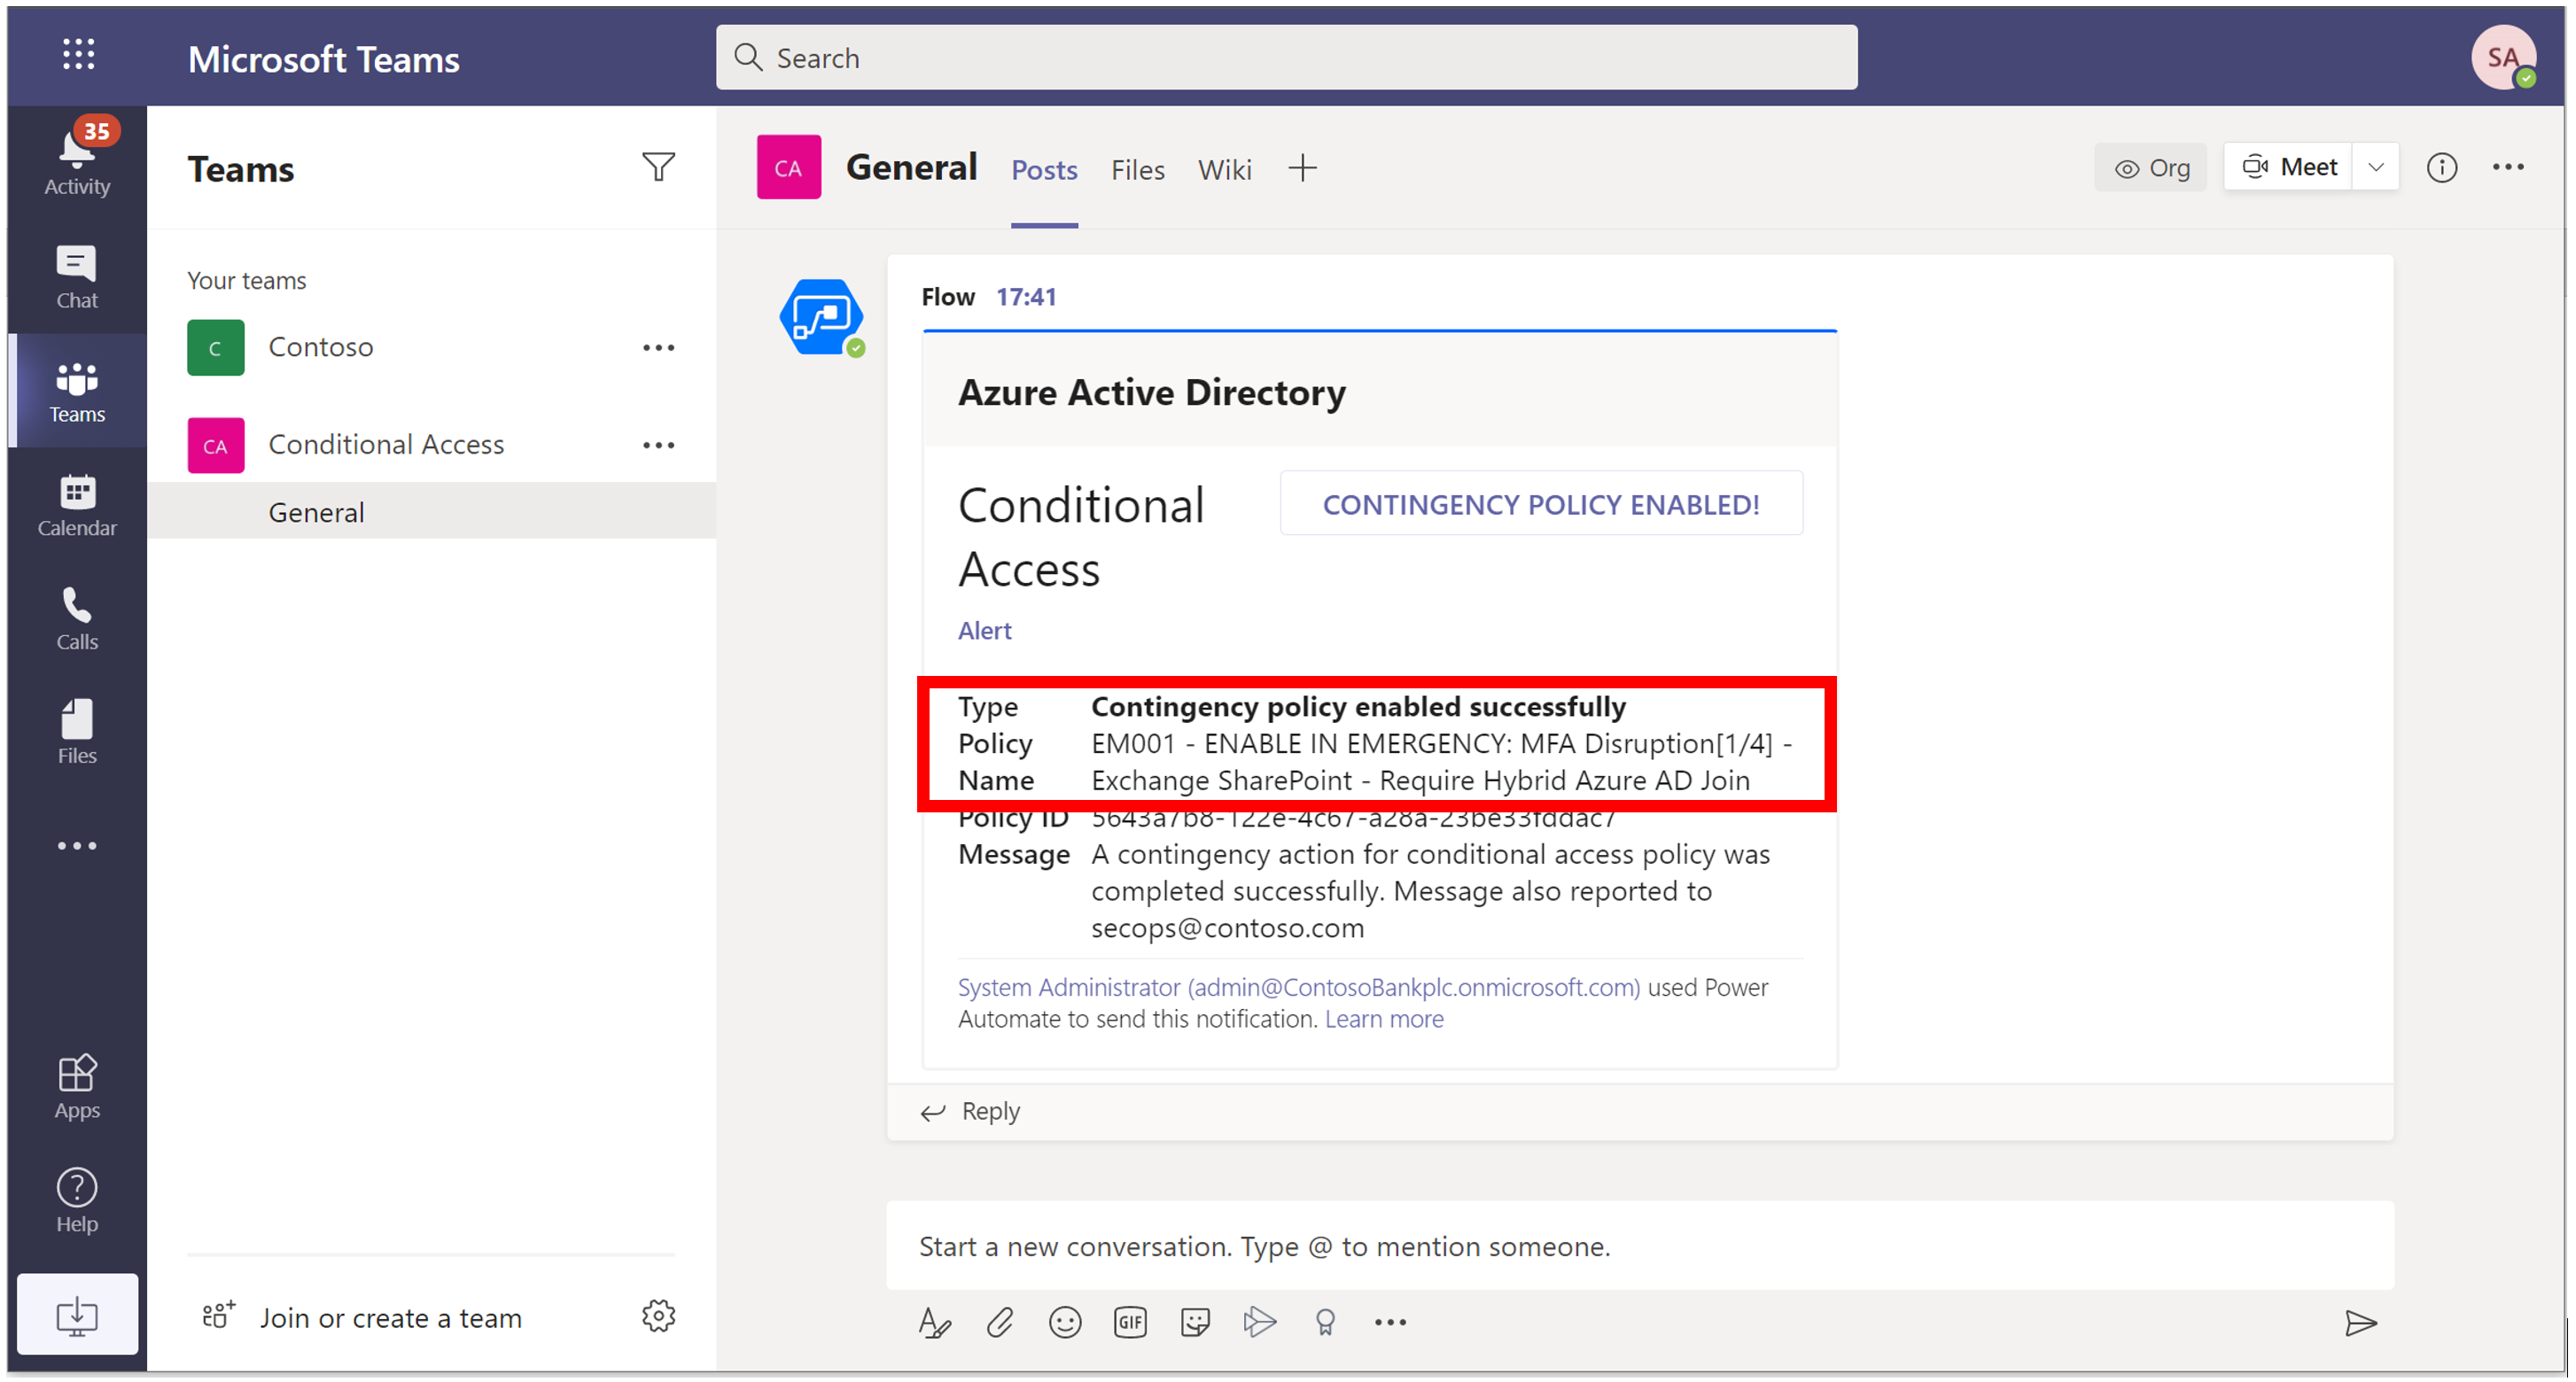 Microsoft Teams
Search
SA
35
Activity
Chat
Teams
Calendar
Calls
Files
Apps
Help
Teams
Your teams
C
Contoso
CA
Conditional Access
General
Join or create a team
CA
General
Posts
Files
Wiki
Org
Meet
Flow 17:41
Azure Active Directory
Conditional
Access
CONTINGENCY POLICY ENABLED!
Alert
Type Contingency policy enabled successfully
Policy EM001 - ENABLE IN EMERGENCY: MFA Disruption[1/4] -
Name Exchange SharePoint - Require Hybrid Azure AD Join
Policy ID 5643a7b8-122e-4c67-a28a-23be33fddac7
Message A contingency action for conditional access policy was
completed successfully. Message also reported to
secops@contoso.com
System Administrator (admin@ContosoBankplc.onmicrosoft.com) used Power
Automate to send this notification. Learn more
Reply
Start a new conversation. Type @ to mention someone.
GIF